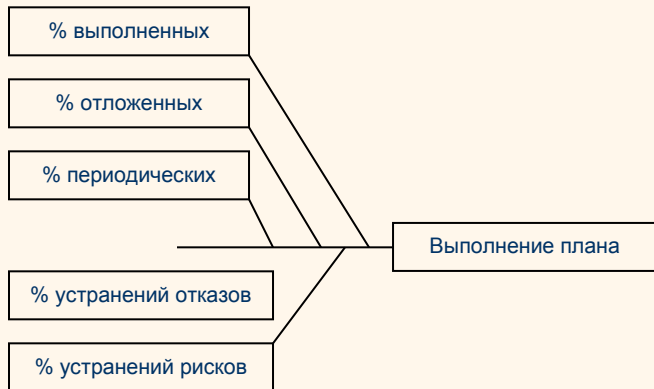 % выполненных
% отложенных
% периодических
Выполнение плана
% устранений отказов
% устранений рисков